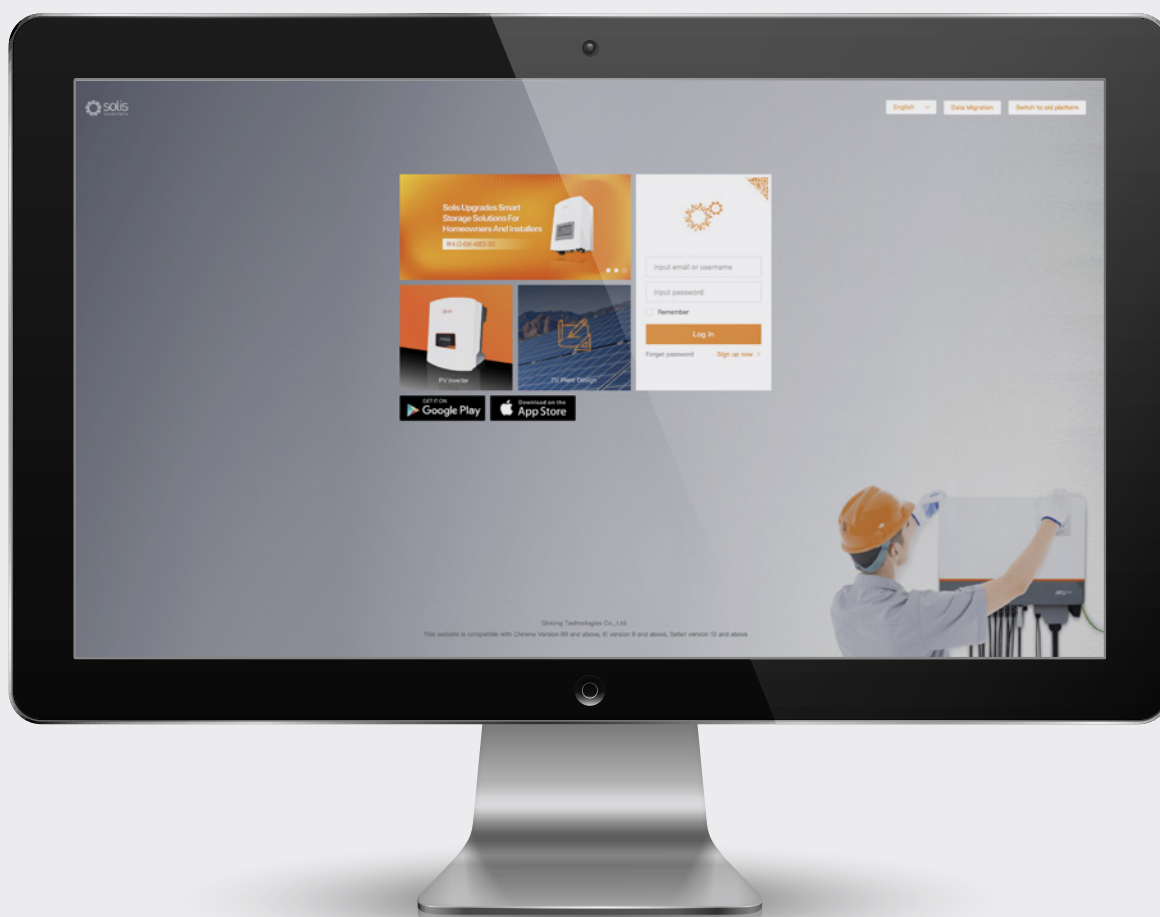 solis
inverters
English
Data Migration
Switch to old platform
Solis Upgrades Smart
Storage Solutions For
Homeowners And Installers
Input email or username
Input password
Remember
Log in
Forget password
Sign up now >
PV Inverter
PV Plant Design
GET IT ON
Google Play
Download on the
App Store
Ginlong Technologies Co., Ltd.
This website is compatible with Chrome Version 60 and above, IE version 9 and above, Safari version 12 and above